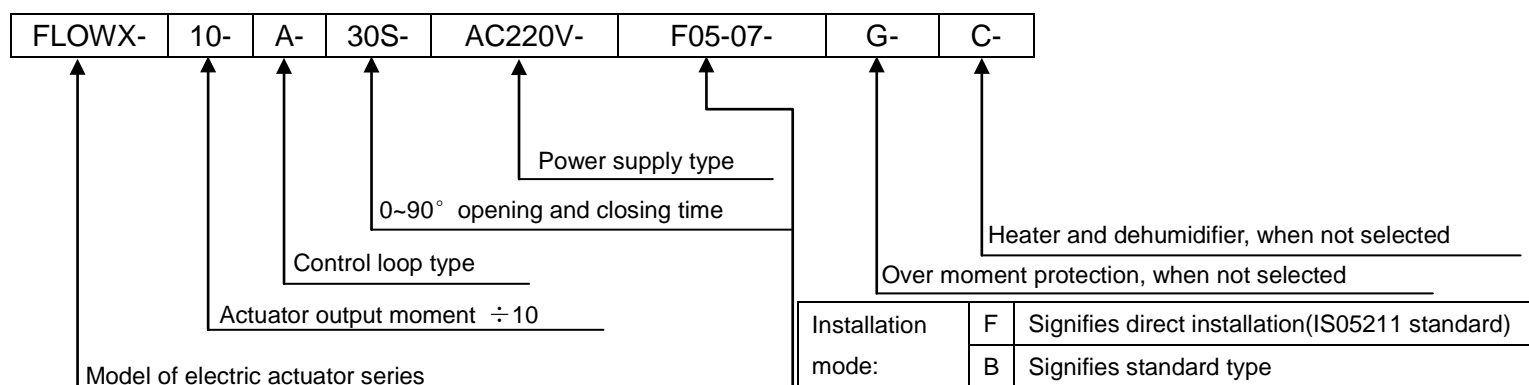 FLOWX- 10- A- 30S- AC220V- F05-07- G- C-
Power supply type
0~90° opening and closing time
Heater and dehumidifier, when not selected
Control loop type
Over moment protection, when not selected
Actuator output moment ÷10
Installation mode:
F Signifies direct installation(IS05211 standard)
B Signifies standard type
Model of electric actuator series